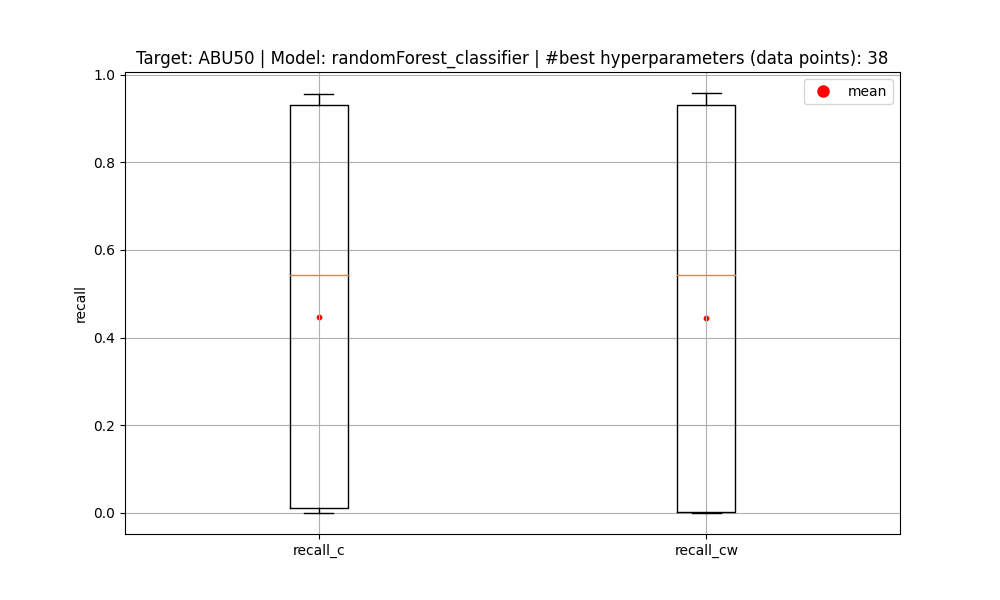 Target: ABU50 | Model: randomForest_classifier | #best hyperparameters (data points): 38
mean
1.0
0.8
0.6
0.4
0.2
0.0
recall
recall_c
recall_cw